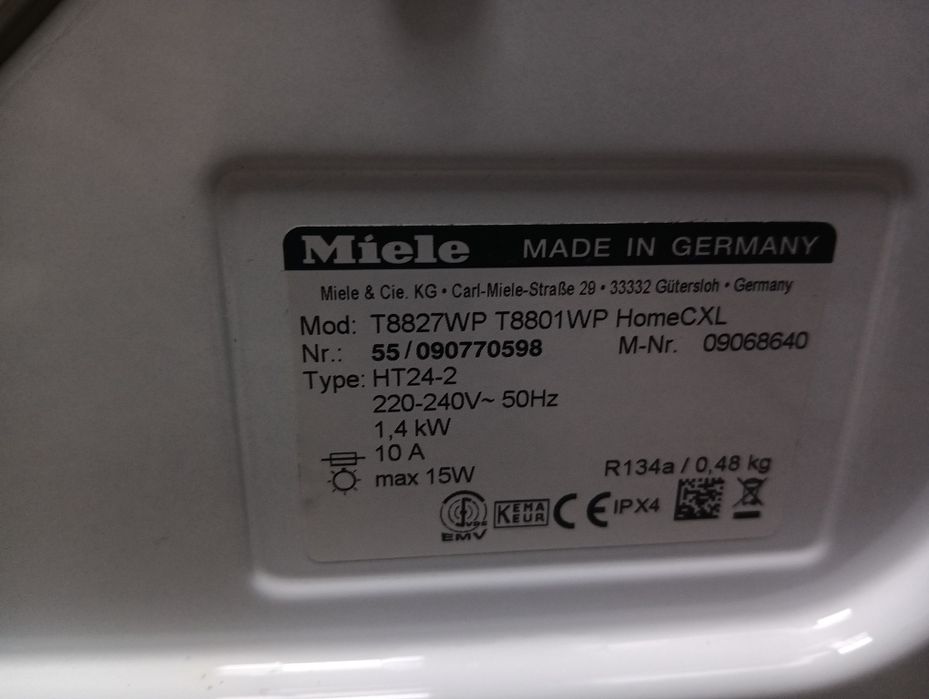 Miele MADE IN GERMANY
Miele & Cie. KG • Carl-Miele-Straße 29 • 33332 Gütersloh • Germany
Mod: T8827WP T8801WP HomeCXL
Nr.: 55/090770598 M-Nr. 09068640
Type: HT24-2
220-240V~ 50Hz
1,4 kW
10 A
max 15W R134a / 0,48 kg
VDE EMV KEMA KEUR CE IPX4